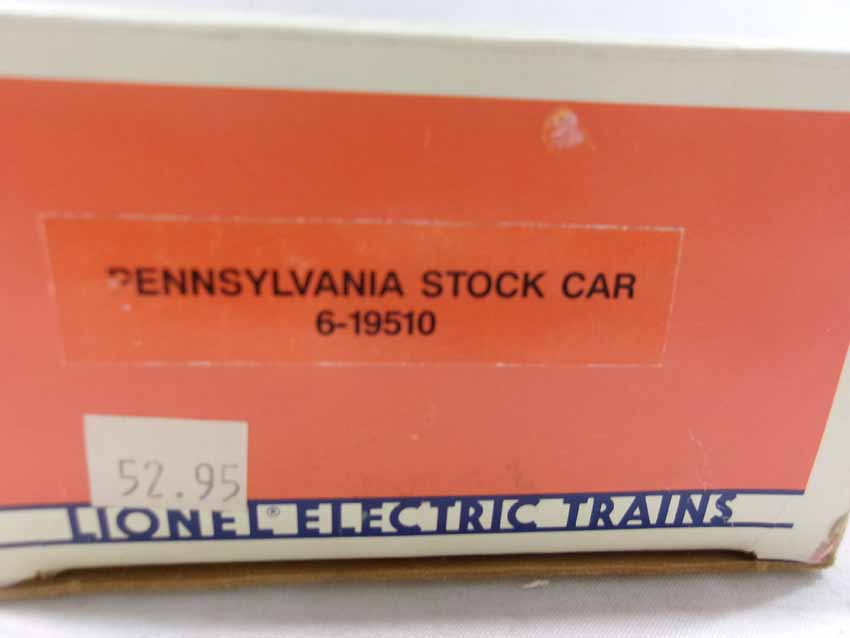 PENNSYLVANIA STOCK CAR
6-19510
52.95
LIONEL® ELECTRIC TRAINS